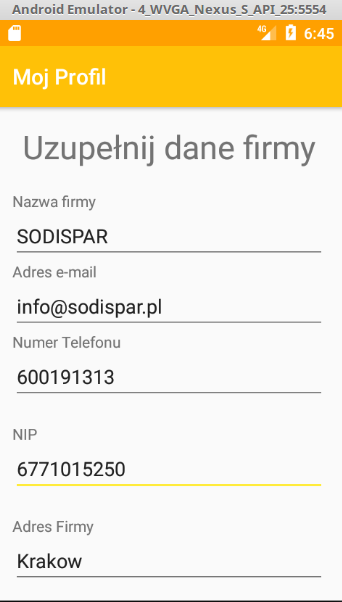 Android Emulator - 4_WVGA_Nexus_S_API_25:5554
4G 6:45
Moj Profil
Uzupełnij dane firmy
Nazwa firmy
SODISPAR
Adres e-mail
info@sodispar.pl
Numer Telefonu
600191313
NIP
6771015250
Adres Firmy
Krakow